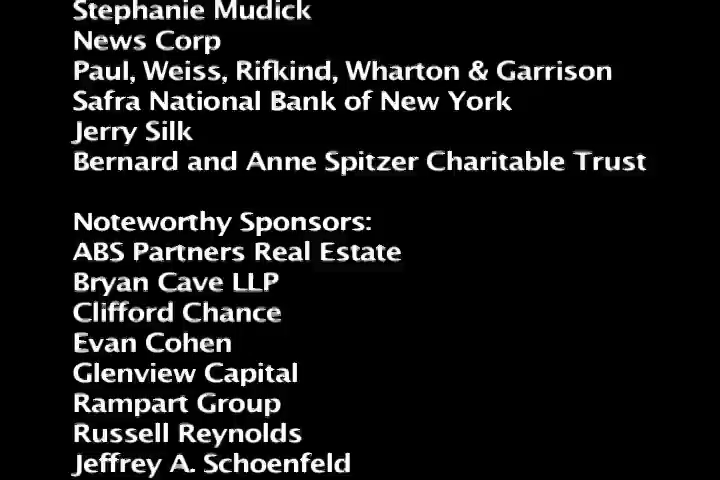 Stephanie Mudick
News Corp
Paul, Weiss, Rifkind, Wharton & Garrison
Safra National Bank of New York
Jerry Silk
Bernard and Anne Spitzer Charitable Trust
Noteworthy Sponsors:
ABS Partners Real Estate
Bryan Cave LLP
Clifford Chance
Evan Cohen
Glenview Capital
Rampart Group
Russell Reynolds
Jeffrey A. Schoenfeld